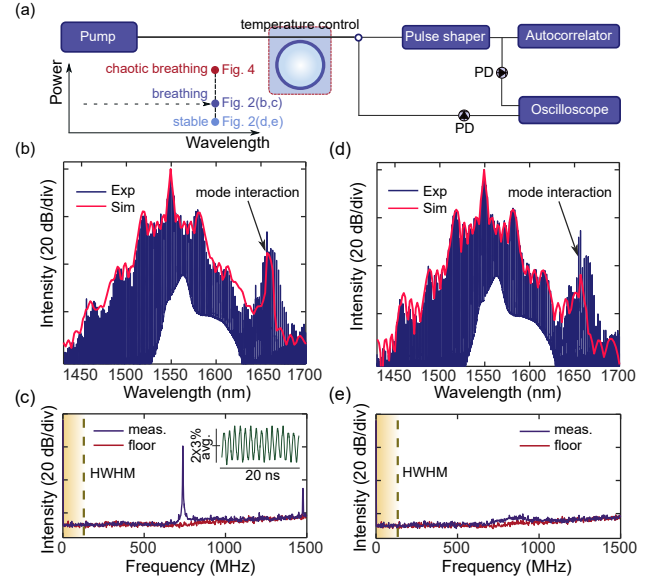 (a)
temperature control
Pump
Pulse shaper
Autocorrelator
PD
Oscilloscope
PD
Power
chaotic breathing Fig. 4
breathing Fig. 2(b,c)
stable Fig. 2(d,e)
Wavelength
(b)
Intensity (20 dB/div)
Exp
Sim
mode interaction
1450 1500 1550 1600 1650 1700
Wavelength (nm)
(d)
Intensity (20 dB/div)
Exp
Sim
mode interaction
1450 1500 1550 1600 1650 1700
Wavelength (nm)
(c)
Intensity (20 dB/div)
meas.
floor
HWHM
2×3%
avg.
20 ns
0 500 1000 1500
Frequency (MHz)
(e)
Intensity (20 dB/div)
meas.
floor
HWHM
0 500 1000 1500
Frequency (MHz)